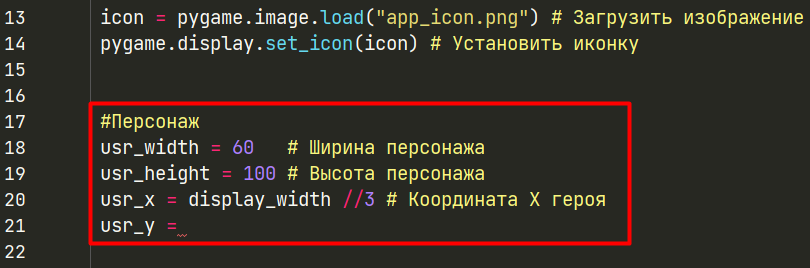 13 icon = pygame.image.load("app_icon.png") # Загрузить изображение
14 pygame.display.set_icon(icon) # Установить иконку
15
16
17 #Персонаж
18 usr_width = 60 # Ширина персонажа
19 usr_height = 100 # Высота персонажа
20 usr_x = display_width //3 # Координата X героя
21 usr_y =
22